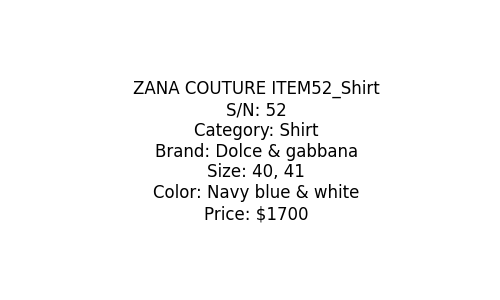 ZANA COUTURE ITEM52_Shirt
S/N: 52
Category: Shirt
Brand: Dolce & gabbana
Size: 40, 41
Color: Navy blue & white
Price: $1700